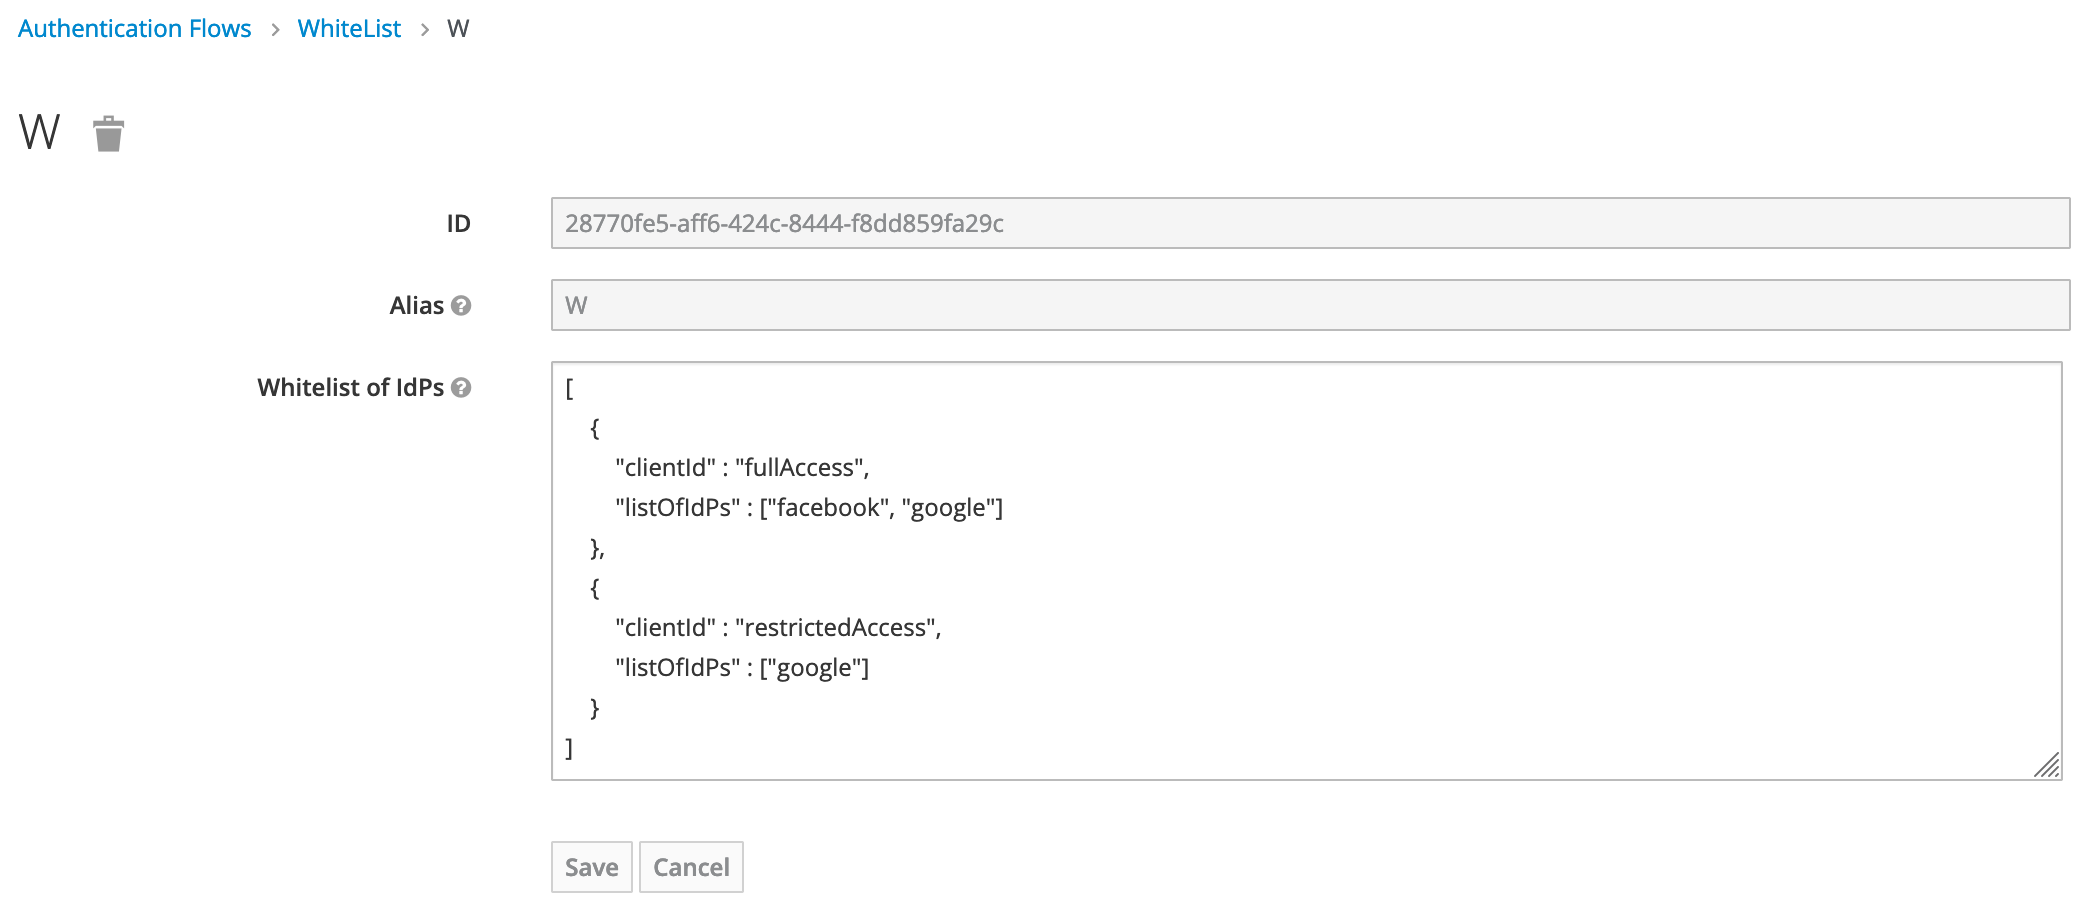 Authentication Flows > WhiteList > W
W
ID 28770fe5-aff6-424c-8444-f8dd859fa29c
Alias ? W
Whitelist of IdPs ? [
{
"clientId" : "fullAccess",
"listOfIdPs" : ["facebook", "google"]
},
{
"clientId" : "restrictedAccess",
"listOfIdPs" : ["google"]
}
]
Save Cancel